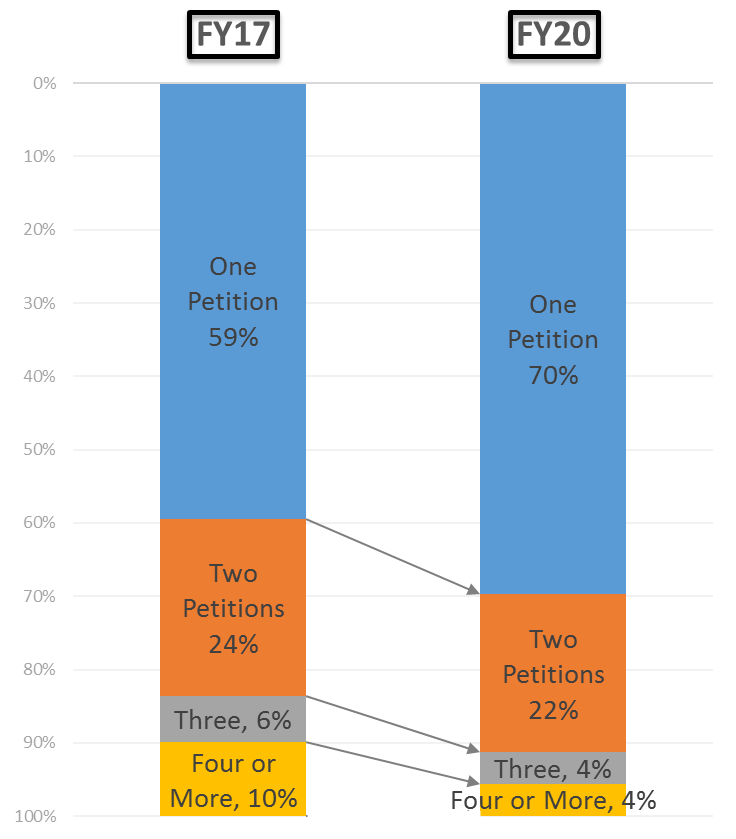 FY17
FY20
0%
10%
20%
30%
40%
50%
60%
70%
80%
90%
100%
One
Petition
59%
Two
Petitions
24%
Three, 6%
Four or
More, 10%
One
Petition
70%
Two
Petitions
22%
Three, 4%
Four or More, 4%